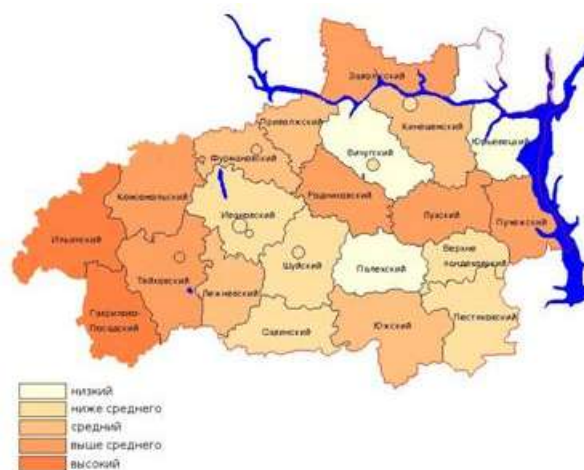 Заволжский
Приволжский
Кинешемский
Фурмановский
Вичугский
Юрьевецкий
Комсомольский
Родниковский
Лухский
Пучежский
Ильинский
Ивановский
Верхне
Ландеховский
Тейковский
Шуйский
Палехский
Лежневский
Гаврилово-
Посадский
Савинский
Южский
Пестяковский
низкий
ниже среднего
средний
выше среднего
высокий